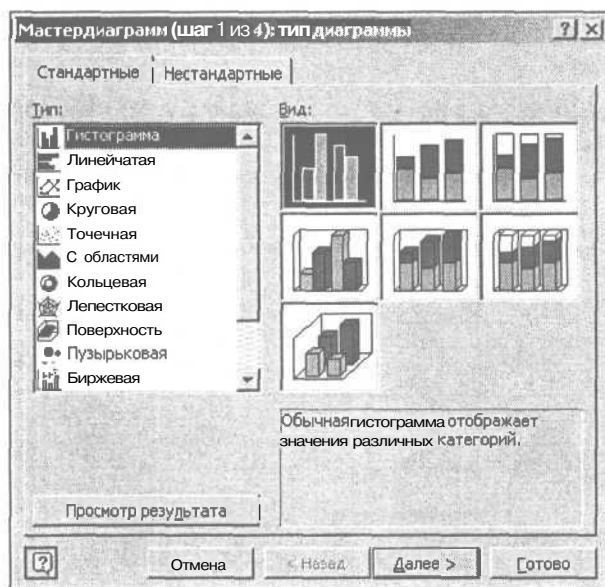 Мастердиаграмм (шаг 1 из 4): тип диаграммы
Стандартные Нестандартные
Тип:
Гистограмма
Линейчатая
График
Круговая
Точечная
С областями
Кольцевая
Лепестковая
Поверхность
Пузырьковая
Биржевая
Вид:
Обычнаягистограмма отображает
значения различных категорий.
Просмотр результата
Отмена < Назад Далее > Готово